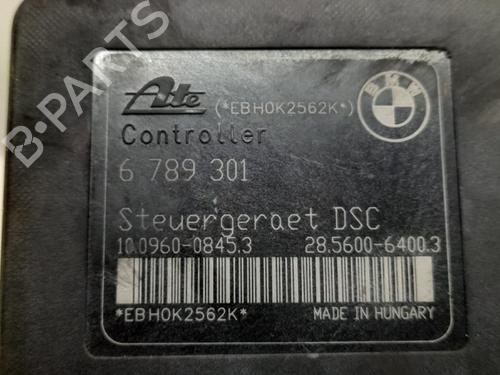 B-PARTS
Ate (*EBH0K2562K*) BMW
Controller
6 789 301
Steuergeraet DSC
10.0960-0845.3 28.5600-6400.3
*EBH0K2562K* MADE IN HUNGARY